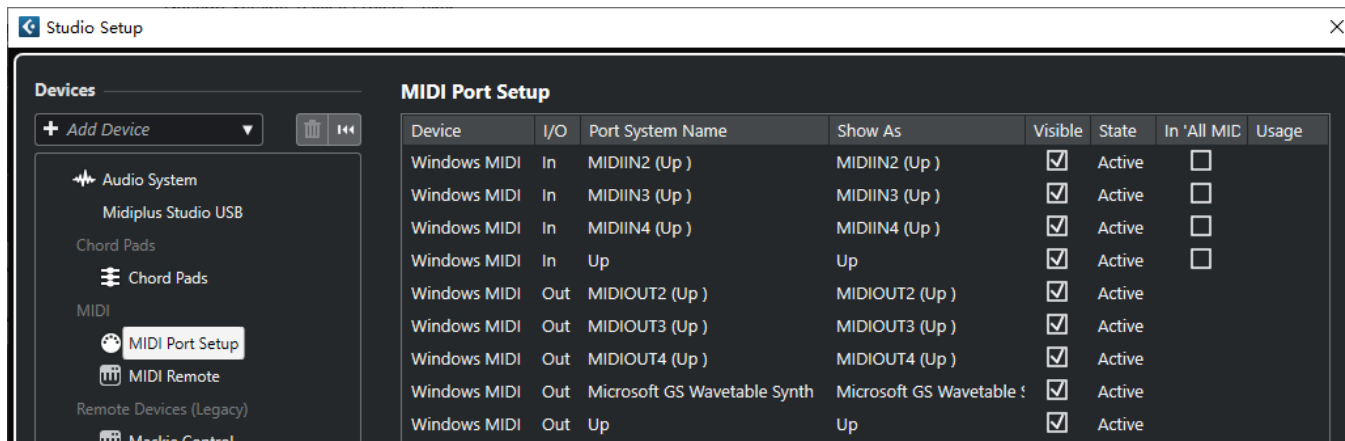 Studio Setup
Devices
+ Add Device
MIDI Port Setup
Device I/O Port System Name Show As Visible State In 'All MID Usage
Audio System
Midiplus Studio USB
Chord Pads
Chord Pads
MIDI
MIDI Port Setup
MIDI Remote
Remote Devices (Legacy)
Mackie Control
Windows MIDI In MIDIIN2 (Up ) MIDIIN2 (Up ) Active
Windows MIDI In MIDIIN3 (Up ) MIDIIN3 (Up ) Active
Windows MIDI In MIDIIN4 (Up ) MIDIIN4 (Up ) Active
Windows MIDI In Up Up Active
Windows MIDI Out MIDIOUT2 (Up ) MIDIOUT2 (Up ) Active
Windows MIDI Out MIDIOUT3 (Up ) MIDIOUT3 (Up ) Active
Windows MIDI Out MIDIOUT4 (Up ) MIDIOUT4 (Up ) Active
Windows MIDI Out Microsoft GS Wavetable Synth Microsoft GS Wavetable S Active
Windows MIDI Out Up Up Active